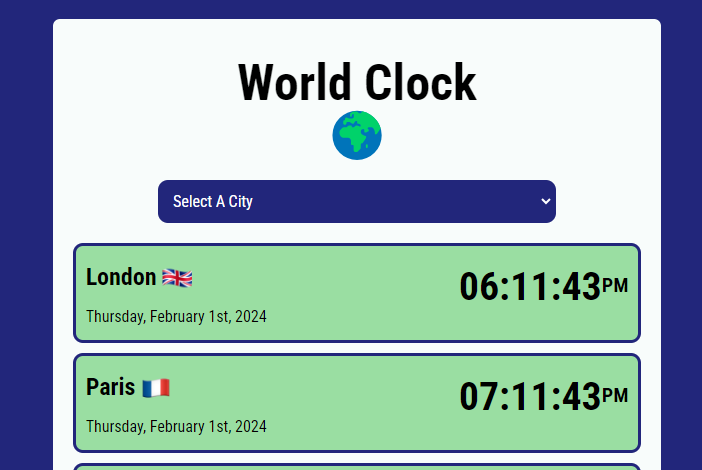 World Clock
Select A City
London
06:11:43PM
Thursday, February 1st, 2024
Paris
07:11:43PM
Thursday, February 1st, 2024